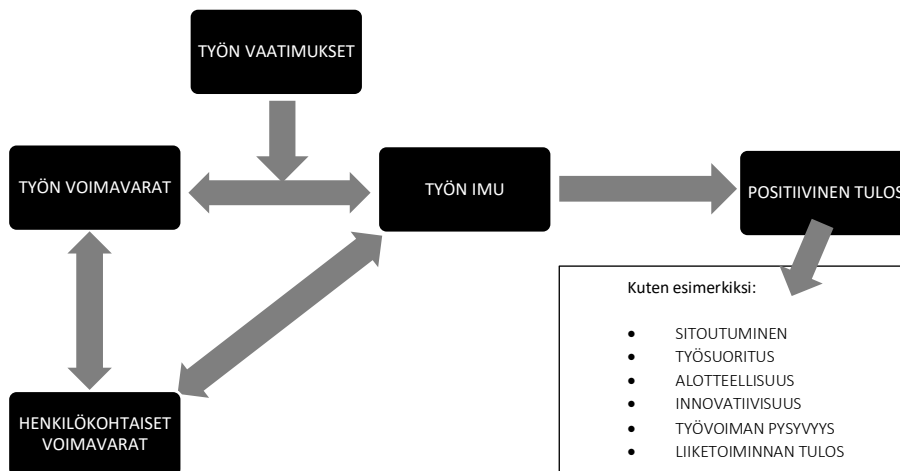 TYÖN VAATIMUKSET
TYÖN VOIMAVARAT
TYÖN IMU
POSITIIVINEN TULOS
Kuten esimerkiksi:
• SITOUTUMINEN
• TYÖSUORITUS
• ALOTTEELLISUUS
• INNOVATIIVISUUS
• TYÖVOIMAN PYSYVYYS
• LIIKETOIMINNAN TULOS
HENKILÖKOHTAISET
VOIMAVARAT